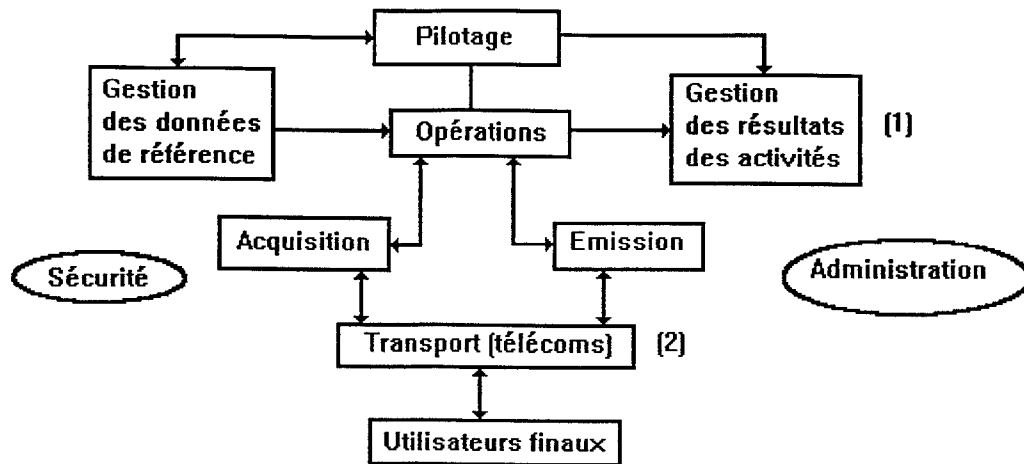 Pilotage
Gestion
des données
de référence
Opérations
Gestion
des résultats
des activités
(1)
Acquisition
Emission
Sécurité
Administration
Transport (télécoms)
(2)
Utilisateurs finaux